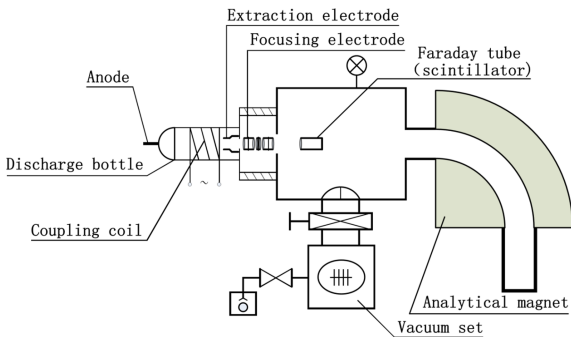 Extraction electrode
Focusing electrode
Faraday tube
(scintillator)
Anode
Discharge bottle
~
Coupling coil
Analytical magnet
Vacuum set